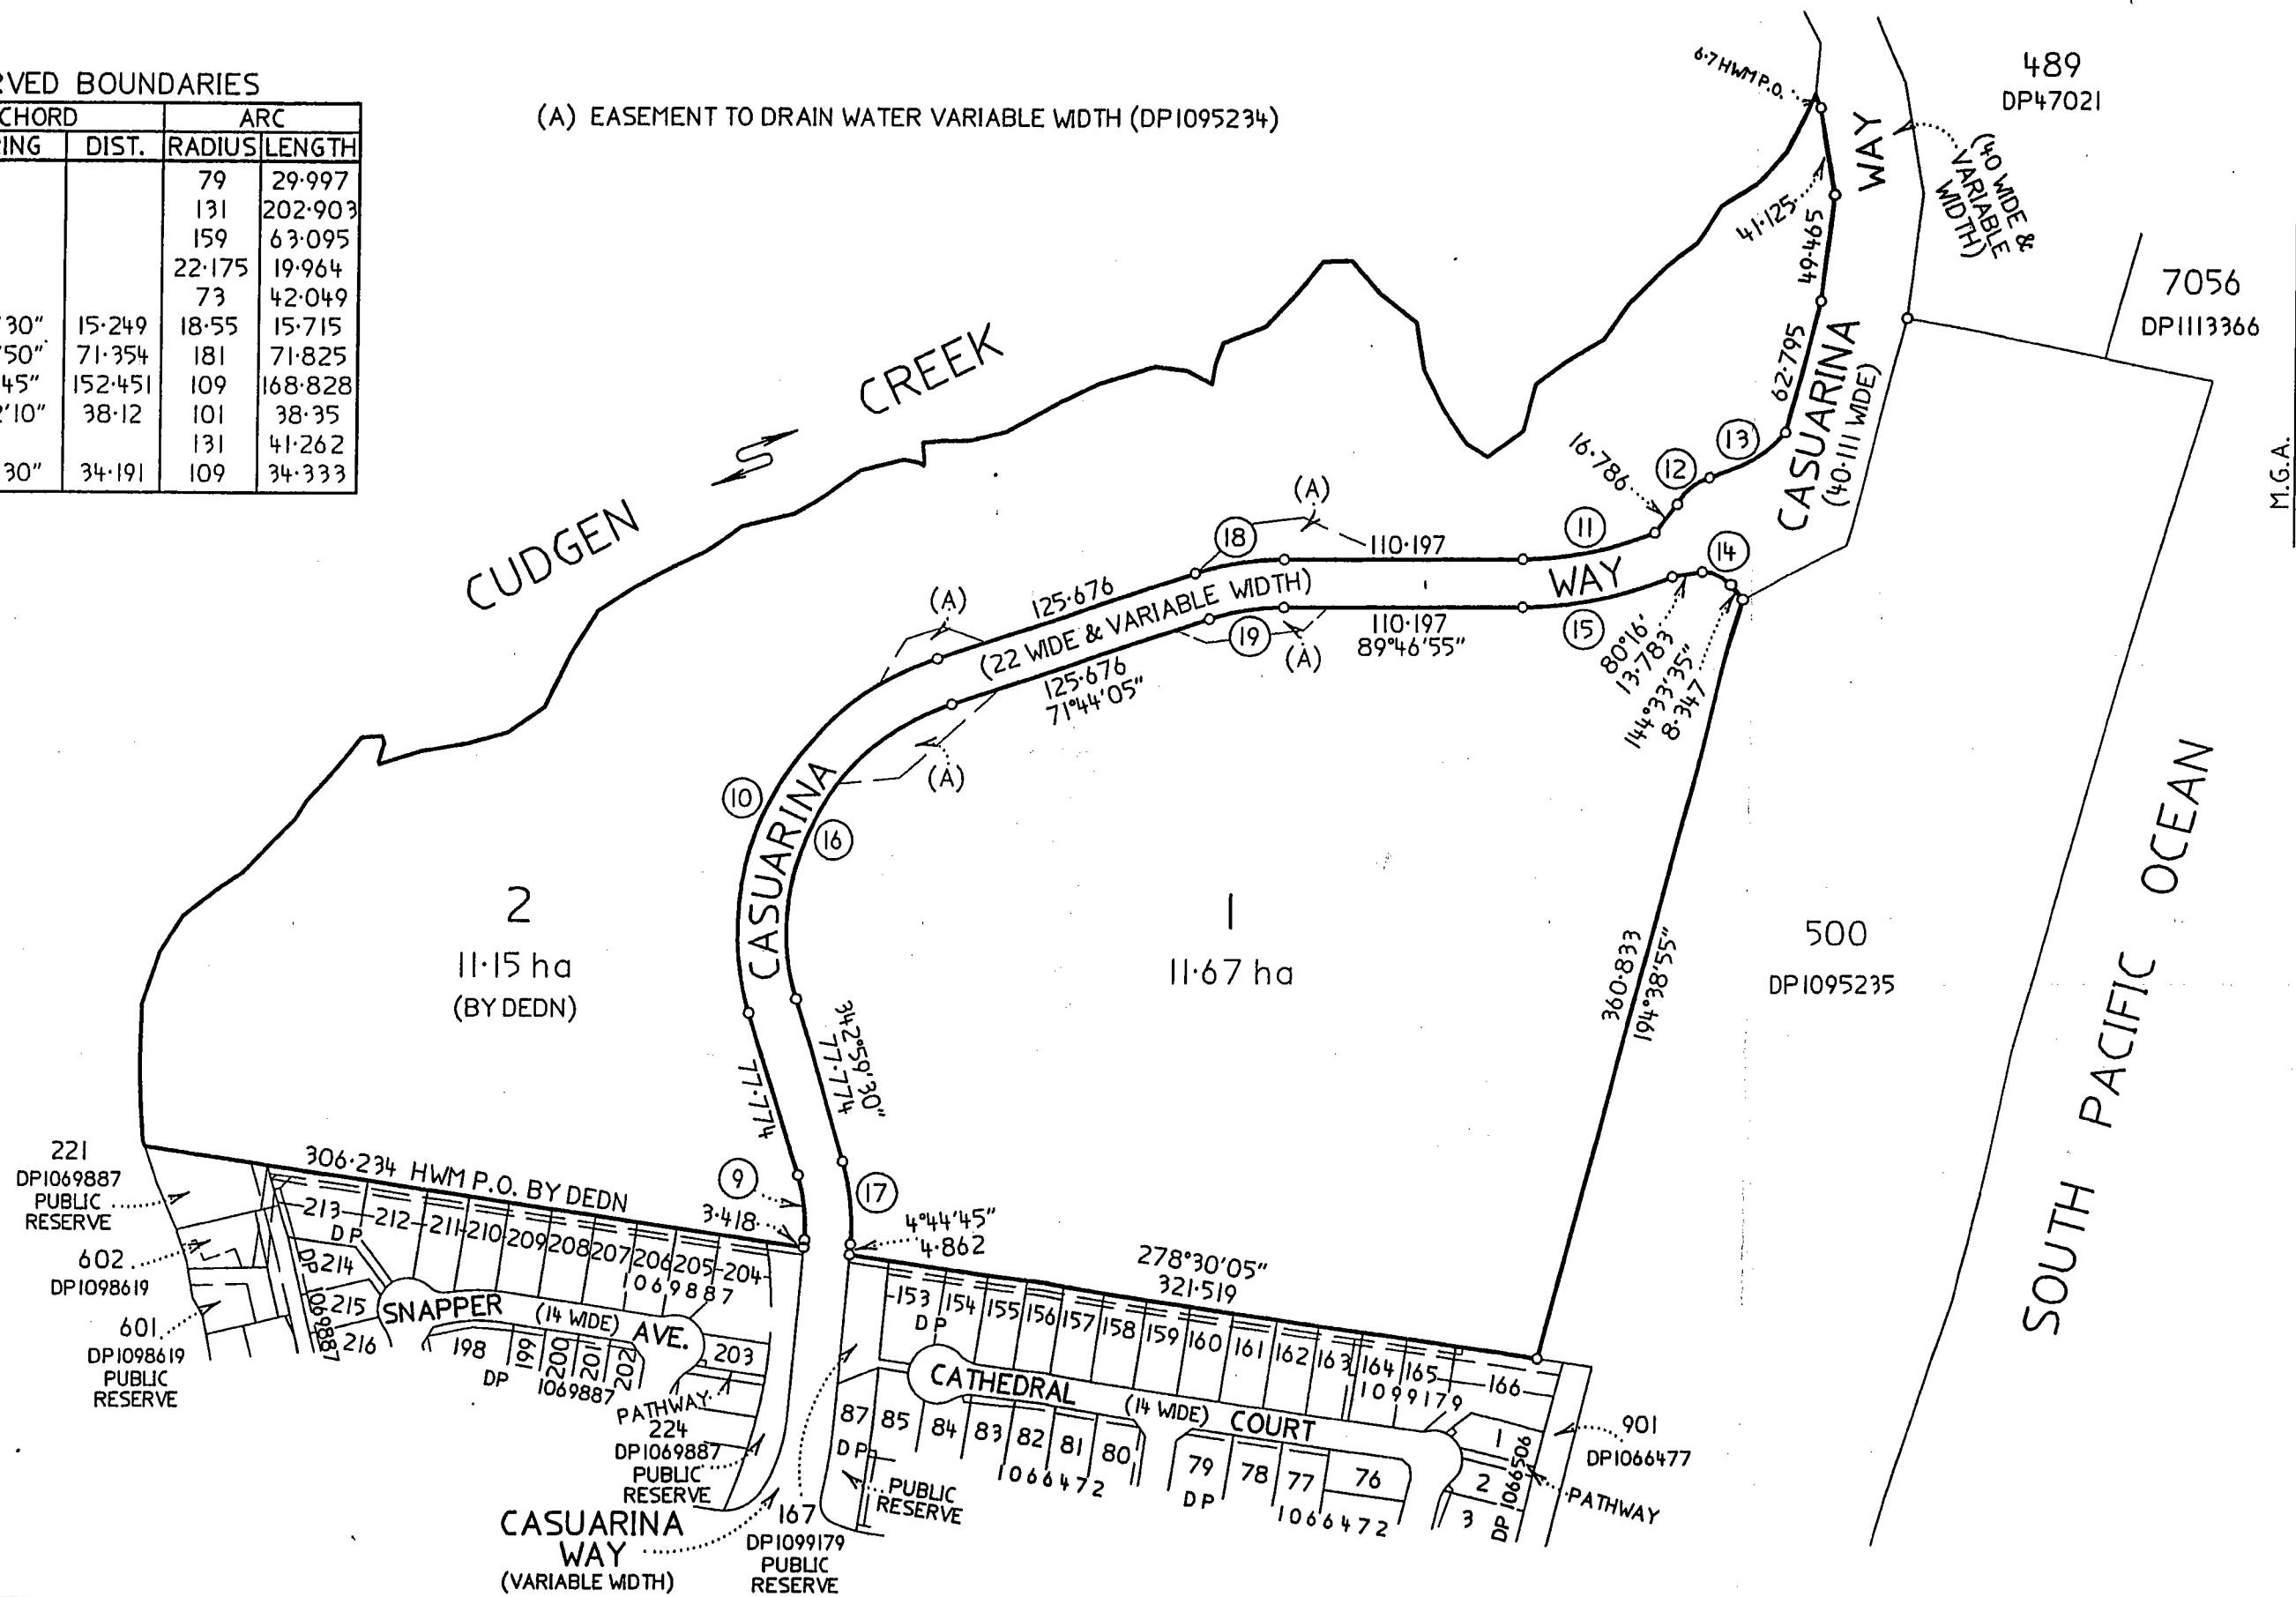 RVED BOUNDARIES
CHORD ARC
ING DIST. RADIUS LENGTH
79 29·997
131 202·903
159 63·095
22·175 19·964
73 42·049
'30" 15·249 18·55 15·715
'50" 71·354 181 71·825
45" 152·451 109 168·828
'10" 38·12 101 38·35
131 41·262
30" 34·191 109 34·333
(A) EASEMENT TO DRAIN WATER VARIABLE WIDTH (DP1095234)
6·7 HWM P.O.
489
DP47021
WAY
(40 WIDE &
VARIABLE
WIDTH)
41·125
49·465
7056
DP1113366
62·795
CASUARINA
(40·111 WIDE)
M.G.A.
CUDGEN CREEK
16·786
12
13
11
14
15
(A)
18
110·197
WAY
(A)
125·676
(22 WIDE & VARIABLE WIDTH)
19
(A)
110·197
89°46'55"
80°16'
13·783
144°33'35"
8·347
125·676
71°44'05"
(A)
10
CASUARINA
16
2
11·15 ha
(BY DEDN)
1
11·67 ha
360·833
194°38'55"
500
DP1095235
SOUTH PACIFIC OCEAN
77·774
342°59'30"
77·774
221
DP1069887
PUBLIC
RESERVE
306·234 HWM P.O. BY DEDN
9
3·418
17
4°44'45"
4·862
278°30'05"
321·519
213 212 211 210 209 208 207 206 205 204
DP 1069887
602
DP1098619
601
DP1098619
PUBLIC
RESERVE
DP 1069887
214
215
216
SNAPPER (14 WIDE) AVE.
198 199 200 201 202
DP 1069887
203
PATHWAY
224
DP1069887
PUBLIC
RESERVE
CASUARINA
WAY
(VARIABLE WIDTH)
167
DP1099179
PUBLIC
RESERVE
153 154 155 156 157 158 159 160 161 162 163 164 165 166
DP 1099179
CATHEDRAL (14 WIDE) COURT
87 85 84 83 82 81 80
DP 1066472
PUBLIC
RESERVE
79 78 77 76
DP 1066472
1
2
3
DP 1066506
PATHWAY
901
DP1066477